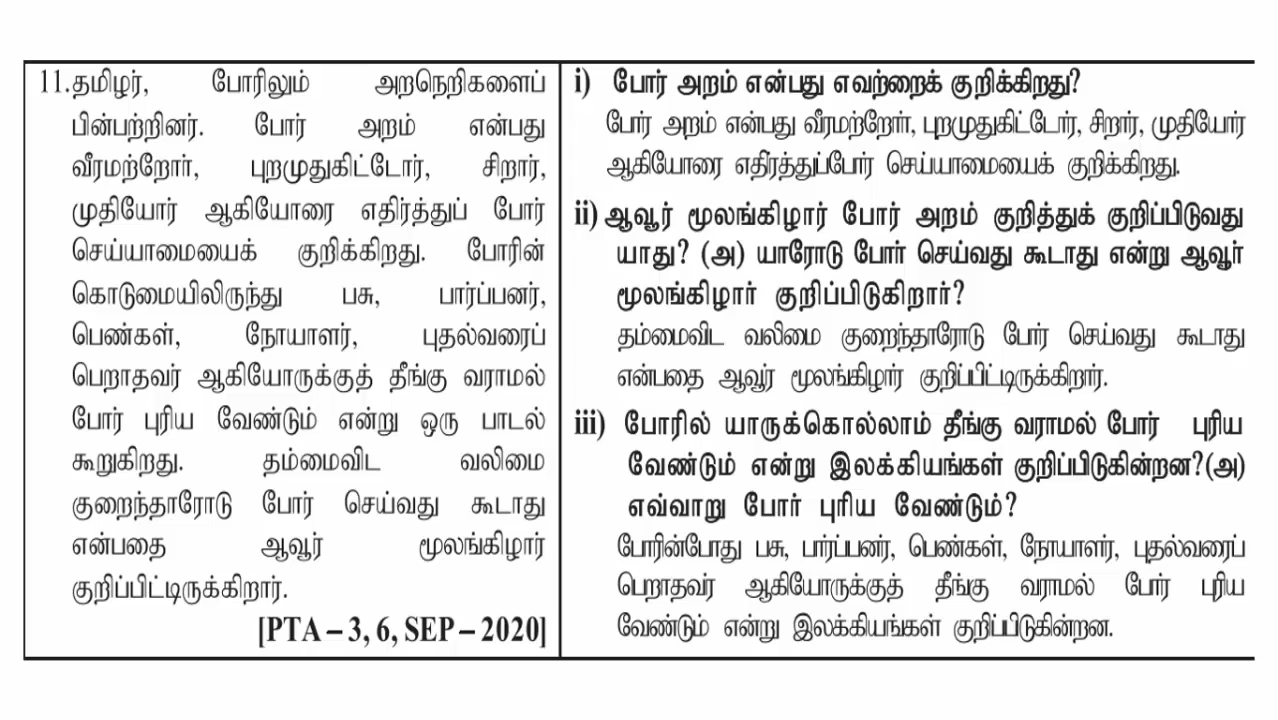 11.தமிழர், போரிலும் அறநெறிகளைப்
பின்பற்றினர். போர் அறம் என்பது
வீரமற்றோர், புறமுதுகிட்டோர், சிறார்,
முதியோர் ஆகியோரை எதிர்த்துப் போர்
செய்யாமையைக் குறிக்கிறது. போரின்
கொடுமையிலிருந்து பசு, பார்ப்பனர்,
பெண்கள், நோயாளர், புதல்வரைப்
பெறாதவர் ஆகியோருக்குத் தீங்கு வராமல்
போர் புரிய வேண்டும் என்று ஒரு பாடல்
கூறுகிறது. தம்மைவிட வலிமை
குறைந்தாரோடு போர் செய்வது கூடாது
என்பதை ஆவூர் மூலங்கிழார்
குறிப்பிட்டிருக்கிறார்.
[PTA – 3, 6, SEP – 2020]
i) போர் அறம் என்பது எவற்றைக் குறிக்கிறது?
போர் அறம் என்பது வீரமற்றோர், புறமுதுகிட்டோர், சிறார், முதியோர்
ஆகியோரை எதிர்த்துப்போர் செய்யாமையைக் குறிக்கிறது.
ii) ஆவூர் மூலங்கிழார் போர் அறம் குறித்துக் குறிப்பிடுவது
யாது? (அ) யாரோடு போர் செய்வது கூடாது என்று ஆவூர்
மூலங்கிழார் குறிப்பிடுகிறார்?
தம்மைவிட வலிமை குறைந்தாரோடு போர் செய்வது கூடாது
என்பதை ஆவூர் மூலங்கிழார் குறிப்பிட்டிருக்கிறார்.
iii) போரில் யாருக்கொல்லாம் தீங்கு வராமல் போர் புரிய
வேண்டும் என்று இலக்கியங்கள் குறிப்பிடுகின்றன?(அ)
எவ்வாறு போர் புரிய வேண்டும்?
போரின்போது பசு, பார்ப்பனர், பெண்கள், நோயாளர், புதல்வரைப்
பெறாதவர் ஆகியோருக்குத் தீங்கு வராமல் போர் புரிய
வேண்டும் என்று இலக்கியங்கள் குறிப்பிடுகின்றன.